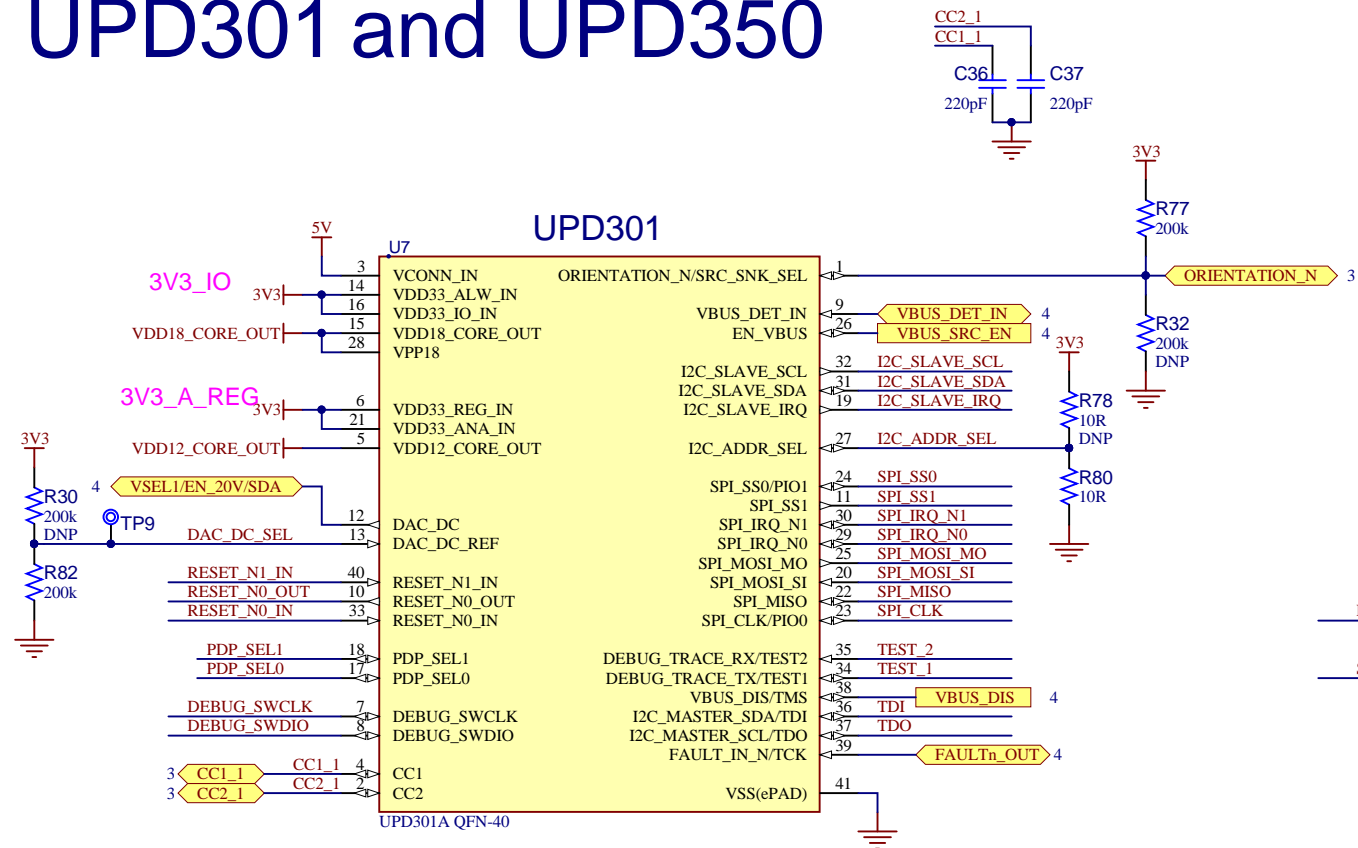 UPD301 and UPD350
CC2_1
CC1_1
C36 C37
220pF 220pF
3V3
R77
200k
ORIENTATION_N 3
R32
200k
DNP
UPD301
U7
5V
3V3_IO
3V3
VDD18_CORE_OUT
3V3_A_REG
3V3
VDD12_CORE_OUT
3 VCONN_IN
14 VDD33_ALW_IN
16 VDD33_IO_IN
15 VDD18_CORE_OUT
28 VPP18
6 VDD33_REG_IN
21 VDD33_ANA_IN
5 VDD12_CORE_OUT
3V3
R30
200k
DNP
R82
200k
4 VSEL1/EN_20V/SDA
TP9
DAC_DC_SEL
12 DAC_DC
13 DAC_DC_REF
RESET_N1_IN 40 RESET_N1_IN
RESET_N0_OUT 10 RESET_N0_OUT
RESET_N0_IN 33 RESET_N0_IN
PDP_SEL1 18 PDP_SEL1
PDP_SEL0 17 PDP_SEL0
DEBUG_SWCLK 7 DEBUG_SWCLK
DEBUG_SWDIO 8 DEBUG_SWDIO
3 CC1_1 CC1_1 4 CC1
3 CC2_1 CC2_1 2 CC2
UPD301A QFN-40
ORIENTATION_N/SRC_SNK_SEL 1
VBUS_DET_IN 9 VBUS_DET_IN 4
EN_VBUS 26 VBUS_SRC_EN 4
I2C_SLAVE_SCL 32 I2C_SLAVE_SCL
I2C_SLAVE_SDA 31 I2C_SLAVE_SDA
I2C_SLAVE_IRQ 19 I2C_SLAVE_IRQ
I2C_ADDR_SEL 27 I2C_ADDR_SEL
3V3
R78
10R
DNP
R80
10R
SPI_SS0/PIO1 24 SPI_SS0
SPI_SS1 11 SPI_SS1
SPI_IRQ_N1 30 SPI_IRQ_N1
SPI_IRQ_N0 29 SPI_IRQ_N0
SPI_MOSI_MO 25 SPI_MOSI_MO
SPI_MOSI_SI 20 SPI_MOSI_SI
SPI_MISO 22 SPI_MISO
SPI_CLK/PIO0 23 SPI_CLK
DEBUG_TRACE_RX/TEST2 35 TEST_2
DEBUG_TRACE_TX/TEST1 34 TEST_1
VBUS_DIS/TMS 38 VBUS_DIS 4
I2C_MASTER_SDA/TDI 36 TDI
I2C_MASTER_SCL/TDO 37 TDO
FAULT_IN_N/TCK 39 FAULTn_OUT 4
VSS(ePAD) 41